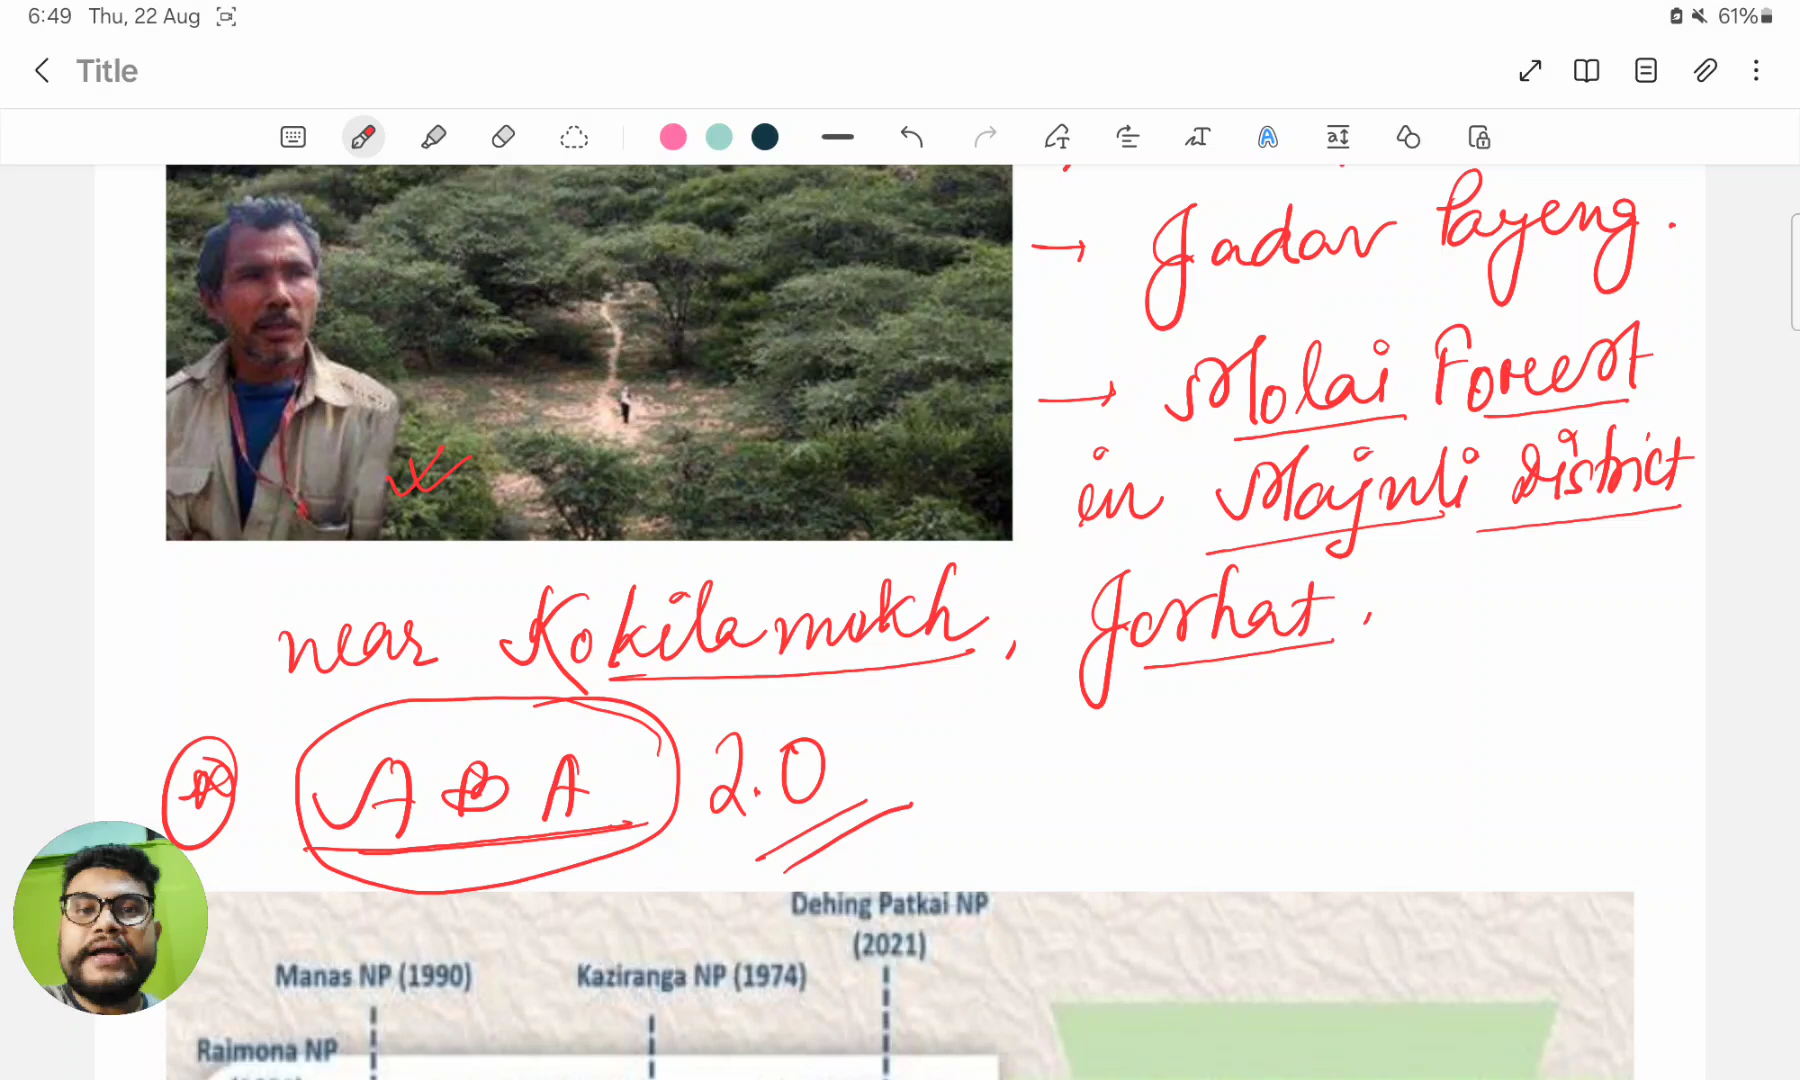 6:49 Thu, 22 Aug 61%
Title
→ Jadav Payeng.
→ Molai Forest
in Majuli District
near Kokilamukh, Jorhat.
ABA 2.0
Dehing Patkai NP
(2021)
Manas NP (1990) Kaziranga NP (1974)
Raimona NP